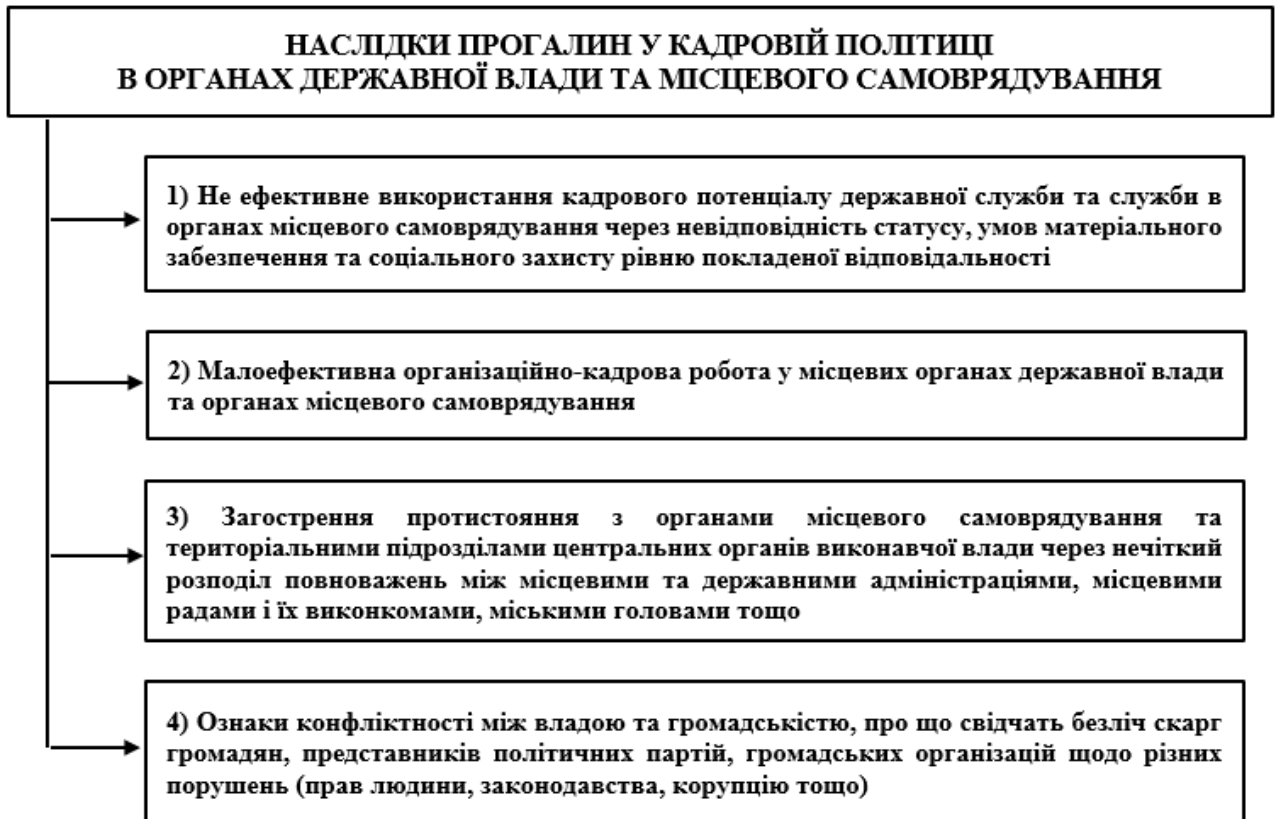 НАСЛІДКИ ПРОГАЛИН У КАДРОВІЙ ПОЛІТИЦІ
В ОРГАНАХ ДЕРЖАВНОЇ ВЛАДИ ТА МІСЦЕВОГО САМОВРЯДУВАННЯ
1) Не ефективне використання кадрового потенціалу державної служби та служби в
органах місцевого самоврядування через невідповідність статусу, умов матеріального
забезпечення та соціального захисту рівню покладеної відповідальності
2) Малоефективна організаційно-кадрова робота у місцевих органах державної влади
та органах місцевого самоврядування
3) Загострення протистояння з органами місцевого самоврядування та
територіальними підрозділами центральних органів виконавчої влади через нечіткий
розподіл повноважень між місцевими та державними адміністраціями, місцевими
радами і їх виконкомами, міськими головами тощо
4) Ознаки конфліктності між владою та громадськістю, про що свідчать безліч скарг
громадян, представників політичних партій, громадських організацій щодо різних
порушень (прав людини, законодавства, корупцію тощо)